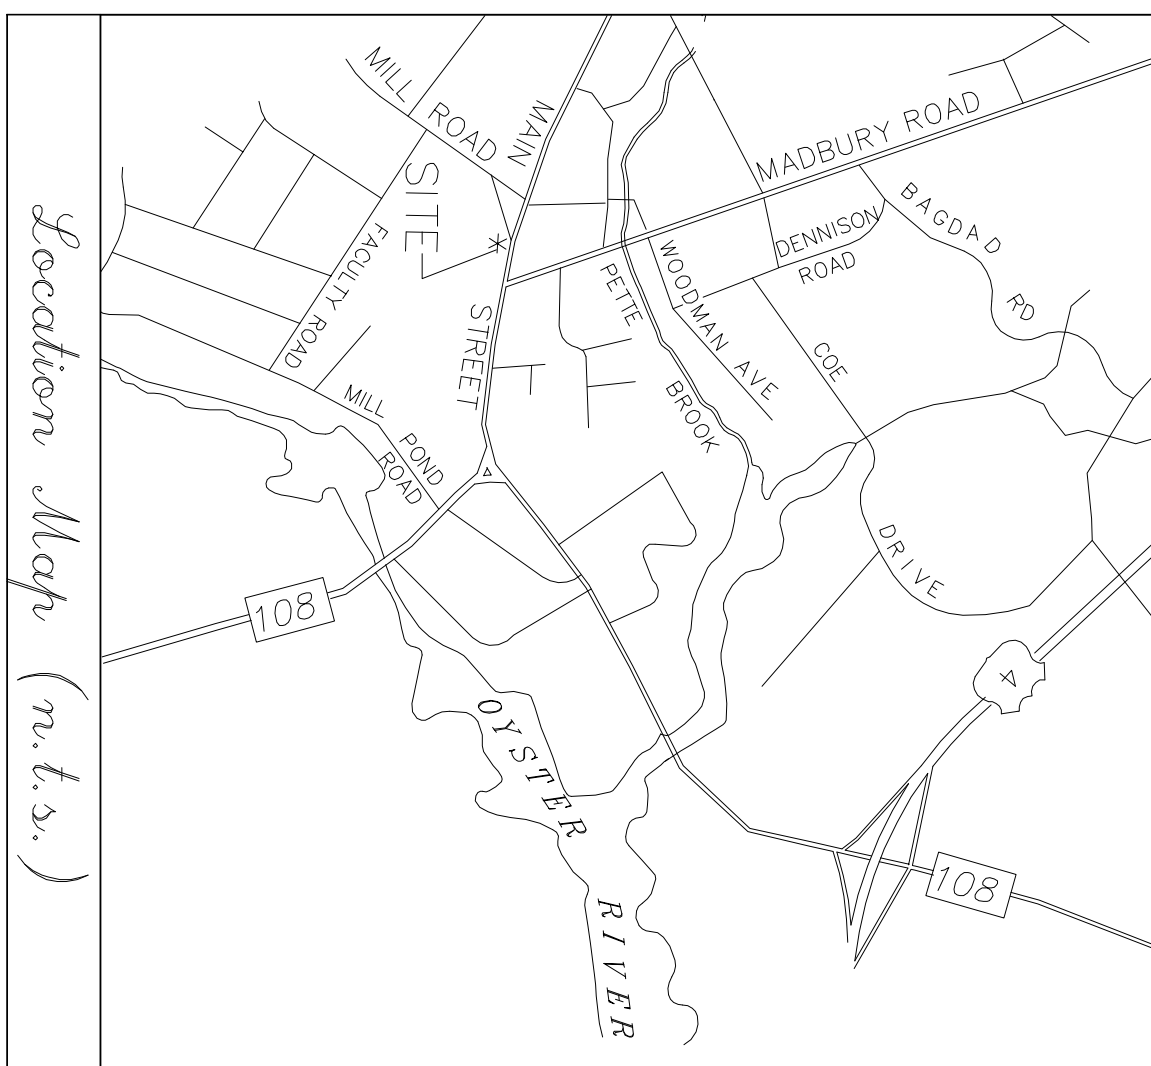 MILL ROAD
MAIN STREET
MADBURY ROAD
SITE
FACULTY ROAD
BAGDAD RD
DENNISON ROAD
WOODMAN AVE
PETTE BROOK
COE DRIVE
MILL POND ROAD
108
4
108
OYSTER RIVER
Location Map (n.t.s.)